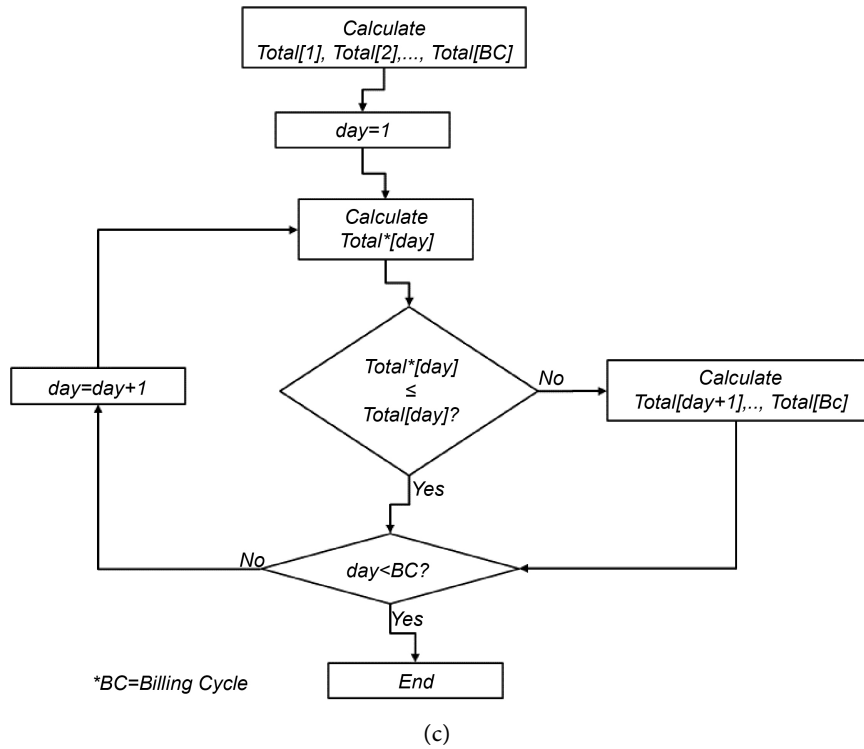 Calculate
Total[1], Total[2],..., Total[BC]
day=1
Calculate
Total*[day]
Total*[day]
≤
Total[day]?
No
Calculate
Total[day+1],.., Total[Bc]
day=day+1
Yes
No
day<BC?
Yes
*BC=Billing Cycle
End
(c)